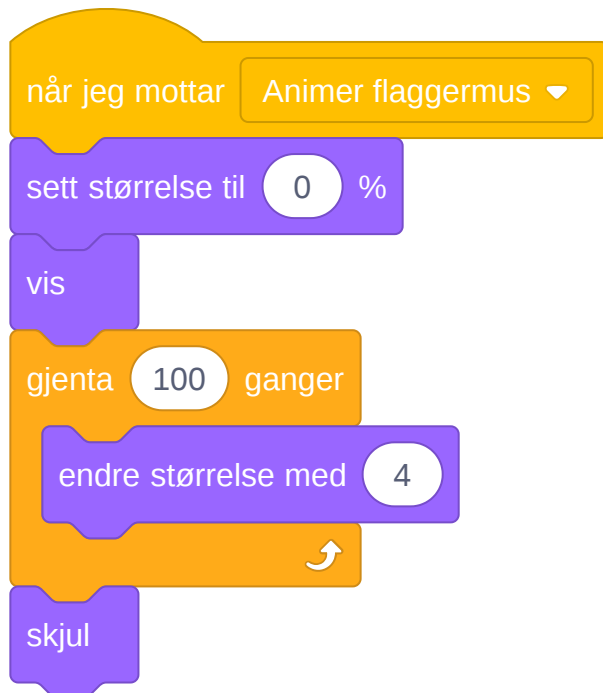 når jeg mottar Animer flaggermus
sett størrelse til 0 %
vis
gjenta 100 ganger
endre størrelse med 4
skjul